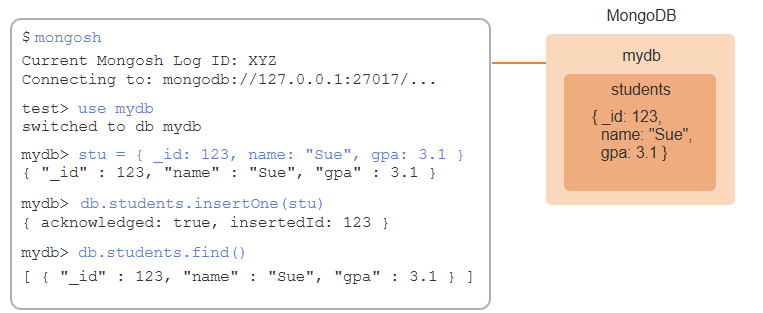 $ mongosh
Current Mongosh Log ID: XYZ
Connecting to: mongodb://127.0.0.1:27017/...
test> use mydb
switched to db mydb
mydb> stu = { _id: 123, name: "Sue", gpa: 3.1 }
{ "_id" : 123, "name" : "Sue", "gpa" : 3.1 }
mydb> db.students.insertOne(stu)
{ acknowledged: true, insertedId: 123 }
mydb> db.students.find()
[ { "_id" : 123, "name" : "Sue", "gpa" : 3.1 } ]
MongoDB
mydb
students
{ _id: 123,
name: "Sue",
gpa: 3.1 }